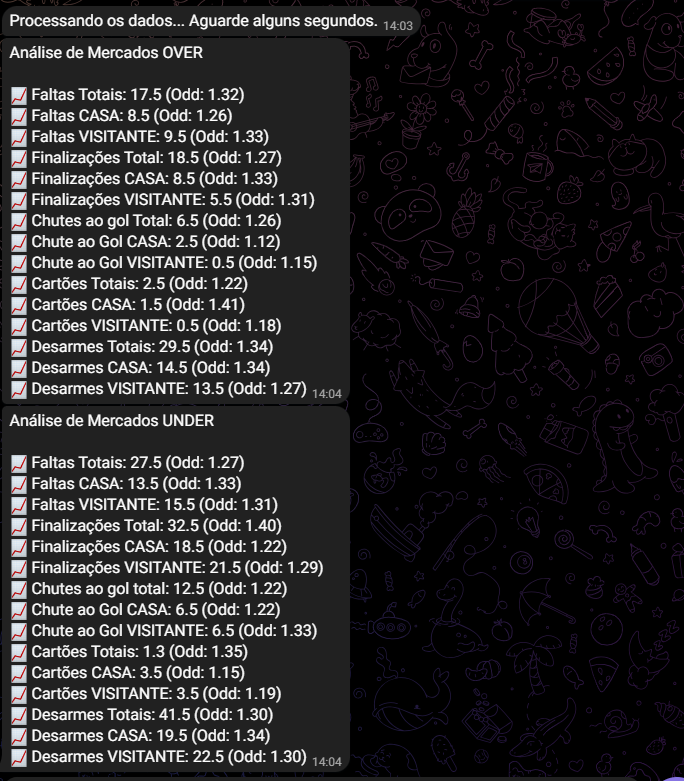 Processando os dados... Aguarde alguns segundos. 14:03
Análise de Mercados OVER
Faltas Totais: 17.5 (Odd: 1.32)
Faltas CASA: 8.5 (Odd: 1.26)
Faltas VISITANTE: 9.5 (Odd: 1.33)
Finalizações Total: 18.5 (Odd: 1.27)
Finalizações CASA: 8.5 (Odd: 1.33)
Finalizações VISITANTE: 5.5 (Odd: 1.31)
Chutes ao gol Total: 6.5 (Odd: 1.26)
Chute ao Gol CASA: 2.5 (Odd: 1.12)
Chute ao Gol VISITANTE: 0.5 (Odd: 1.15)
Cartões Totais: 2.5 (Odd: 1.22)
Cartões CASA: 1.5 (Odd: 1.41)
Cartões VISITANTE: 0.5 (Odd: 1.18)
Desarmes Totais: 29.5 (Odd: 1.34)
Desarmes CASA: 14.5 (Odd: 1.34)
Desarmes VISITANTE: 13.5 (Odd: 1.27) 14:04
Análise de Mercados UNDER
Faltas Totais: 27.5 (Odd: 1.27)
Faltas CASA: 13.5 (Odd: 1.33)
Faltas VISITANTE: 15.5 (Odd: 1.31)
Finalizações Total: 32.5 (Odd: 1.40)
Finalizações CASA: 18.5 (Odd: 1.22)
Finalizações VISITANTE: 21.5 (Odd: 1.29)
Chutes ao gol total: 12.5 (Odd: 1.22)
Chute ao Gol CASA: 6.5 (Odd: 1.22)
Chute ao Gol VISITANTE: 6.5 (Odd: 1.33)
Cartões Totais: 1.3 (Odd: 1.35)
Cartões CASA: 3.5 (Odd: 1.15)
Cartões VISITANTE: 3.5 (Odd: 1.19)
Desarmes Totais: 41.5 (Odd: 1.30)
Desarmes CASA: 19.5 (Odd: 1.34)
Desarmes VISITANTE: 22.5 (Odd: 1.30) 14:04